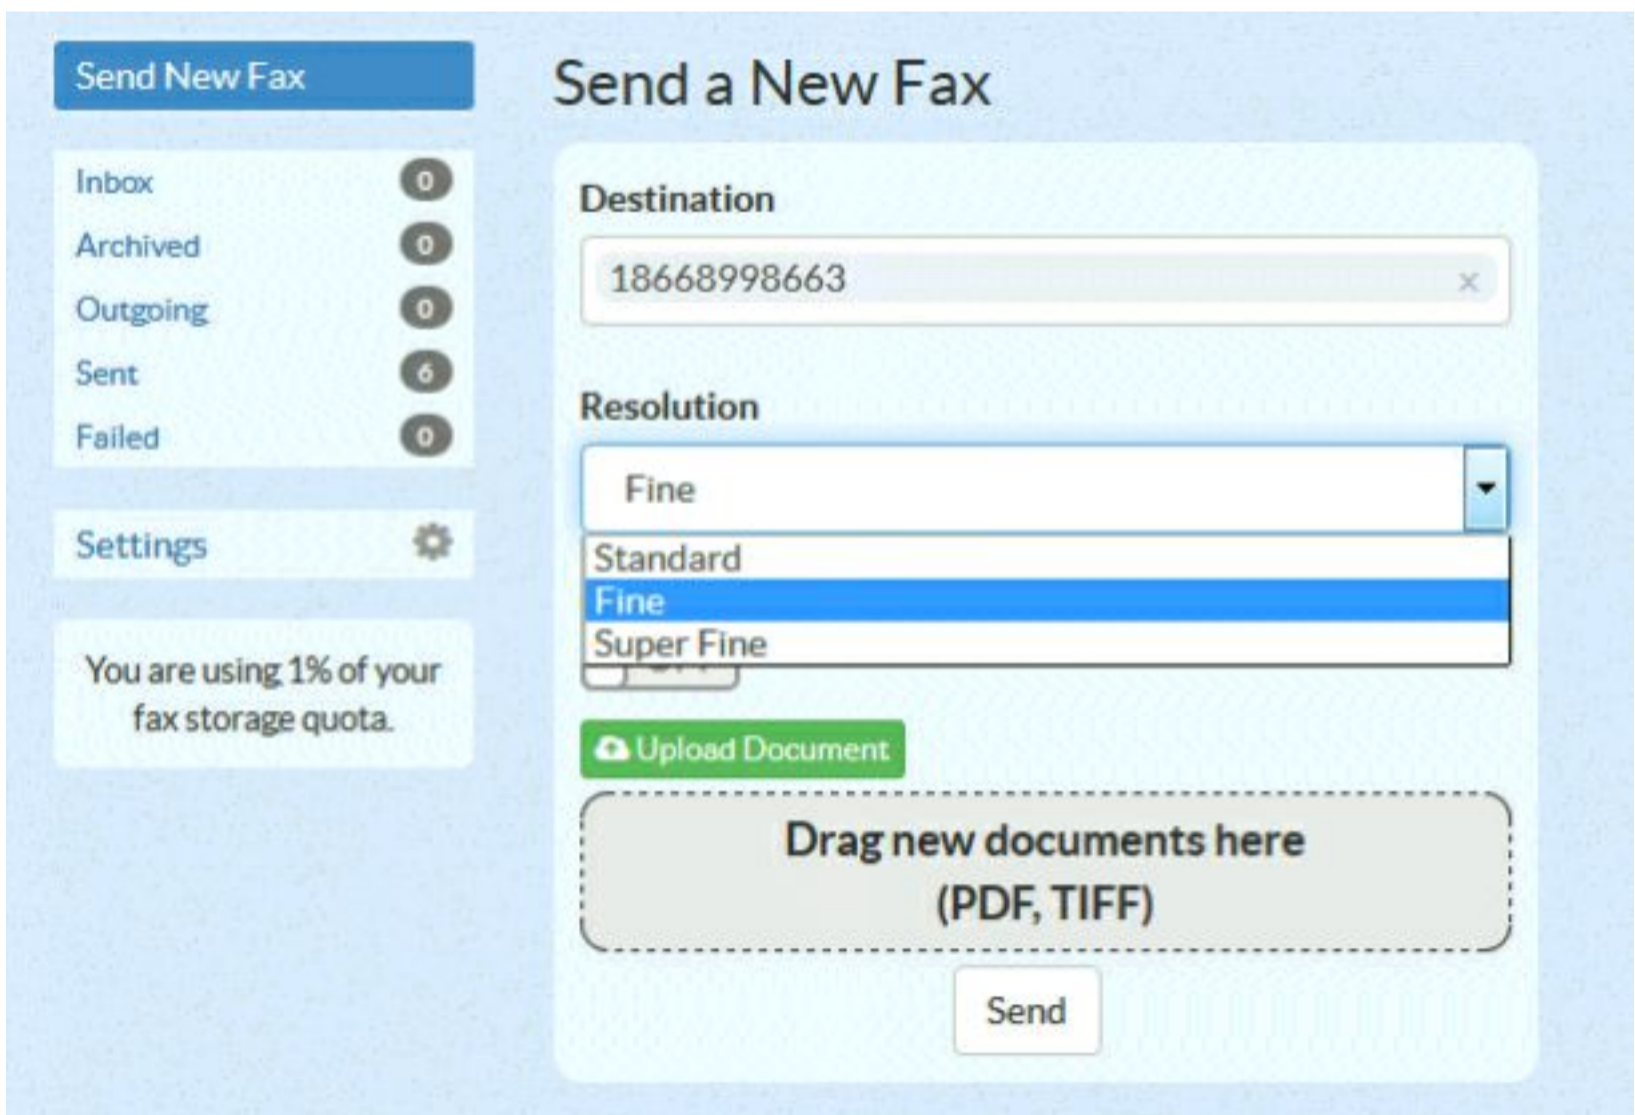 Send New Fax
Inbox 0
Archived 0
Outgoing 0
Sent 6
Failed 0
Settings
You are using 1% of your
fax storage quota.
Send a New Fax
Destination
18668998663 ×
Resolution
Fine
Standard
Fine
Super Fine
Upload Document
Drag new documents here
(PDF, TIFF)
Send